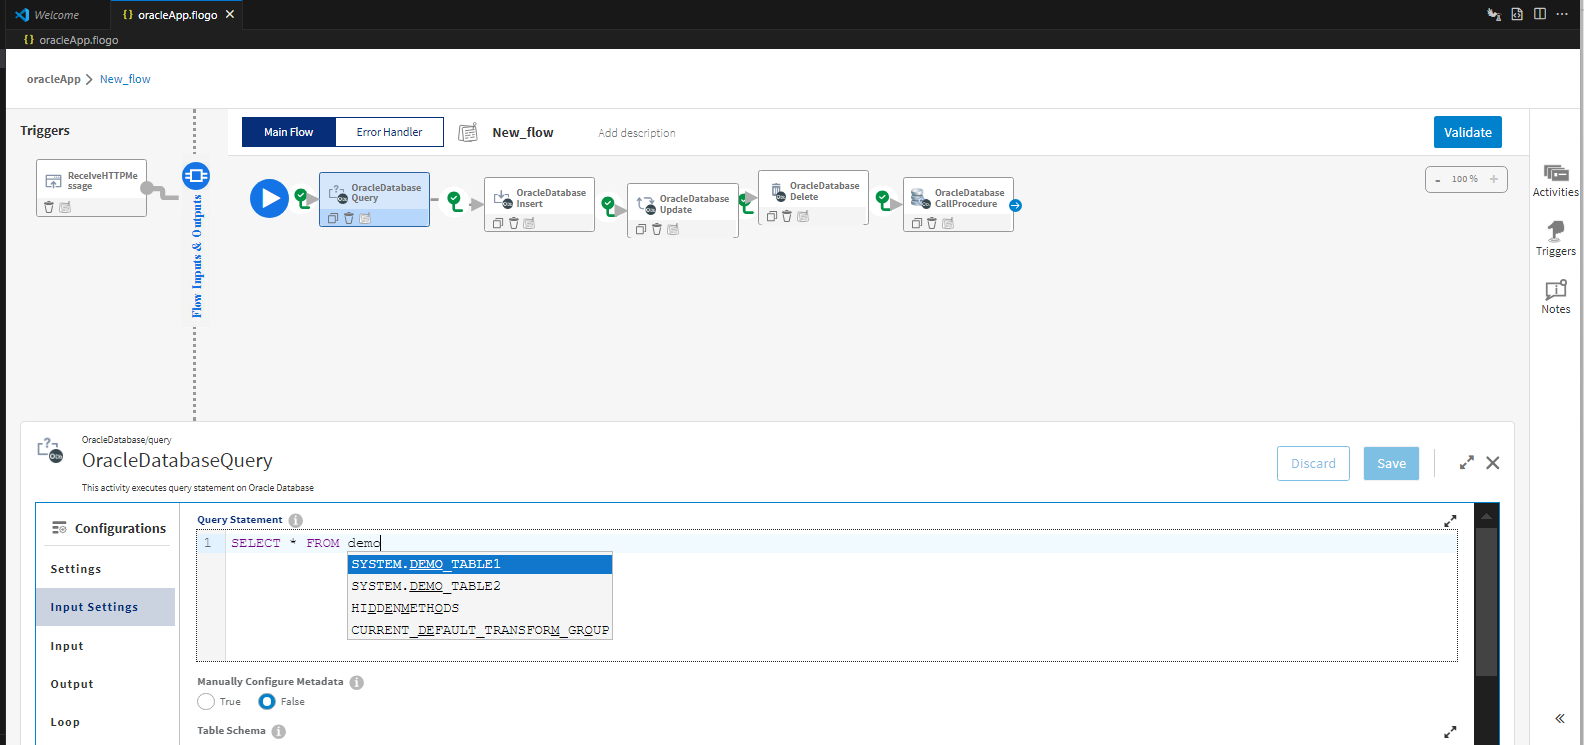 Welcome
{} oracleApp.flogo ×
{} oracleApp.flogo
oracleApp > New_flow
Triggers
ReceiveHTTPMe
ssage
Flow Inputs & Outputs
Main Flow
Error Handler
New_flow
Add description
Validate
- 100 % +
OracleDatabase
Query
OracleDatabase
Insert
OracleDatabase
Update
OracleDatabase
Delete
OracleDatabase
CallProcedure
Activities
Triggers
Notes
OracleDatabase/query
OracleDatabaseQuery
This activity executes query statement on Oracle Database
Discard
Save
Configurations
Settings
Input Settings
Input
Output
Loop
Query Statement
1 SELECT * FROM demo
SYSTEM.DEMO_TABLE1
SYSTEM.DEMO_TABLE2
HIDDENMETHODS
CURRENT_DEFAULT_TRANSFORM_GROUP
Manually Configure Metadata
True
False
Table Schema